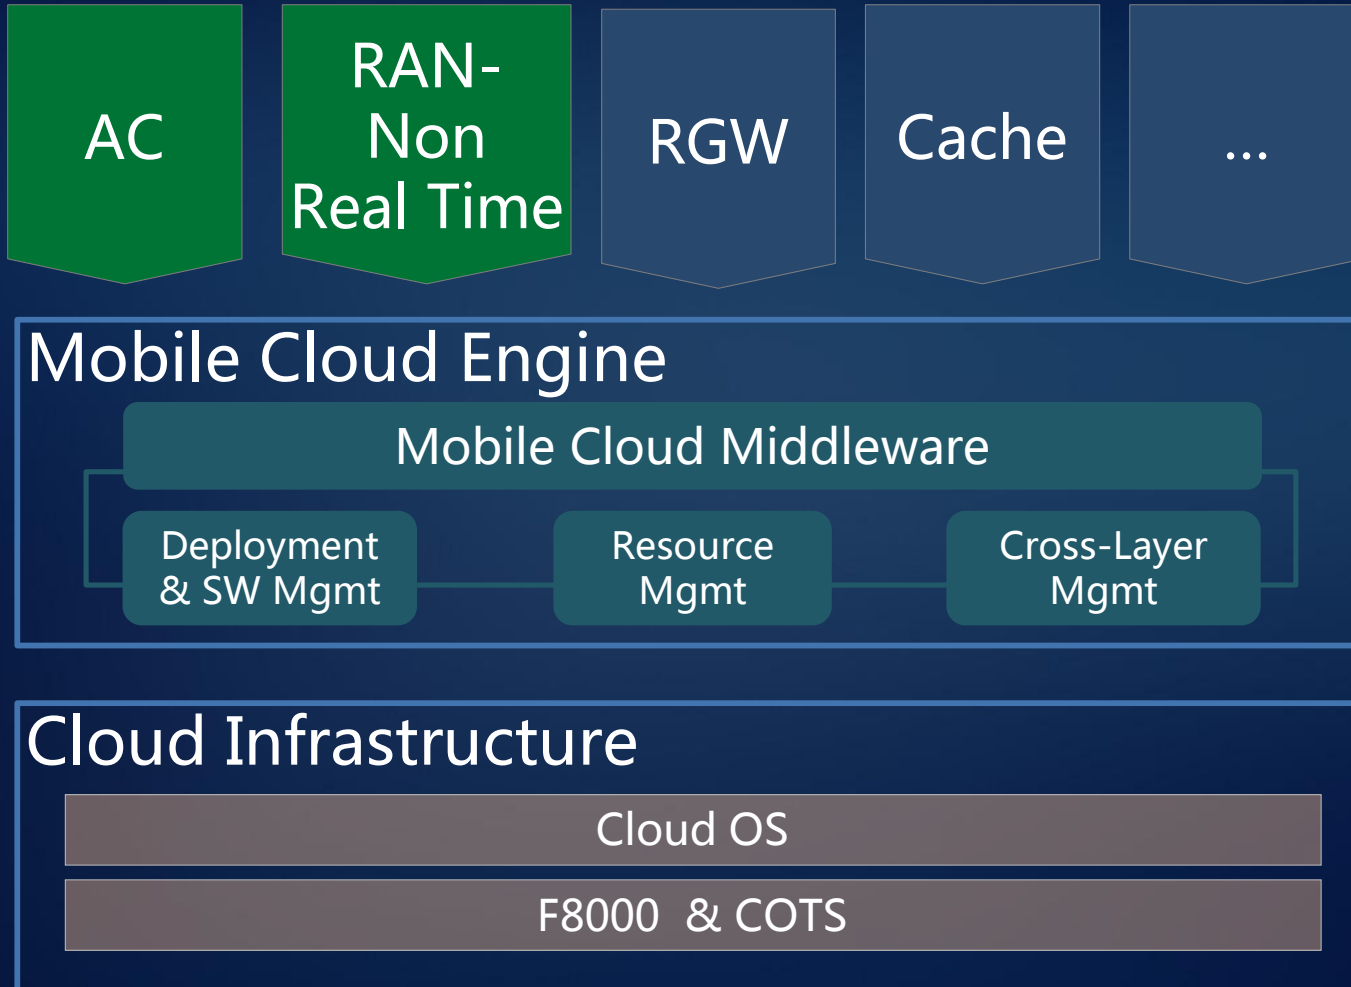 AC
RAN-
Non
Real Time
RGW
Cache
...
Mobile Cloud Engine
Mobile Cloud Middleware
Deployment
& SW Mgmt
Resource
Mgmt
Cross-Layer
Mgmt
Cloud Infrastructure
Cloud OS
F8000 & COTS